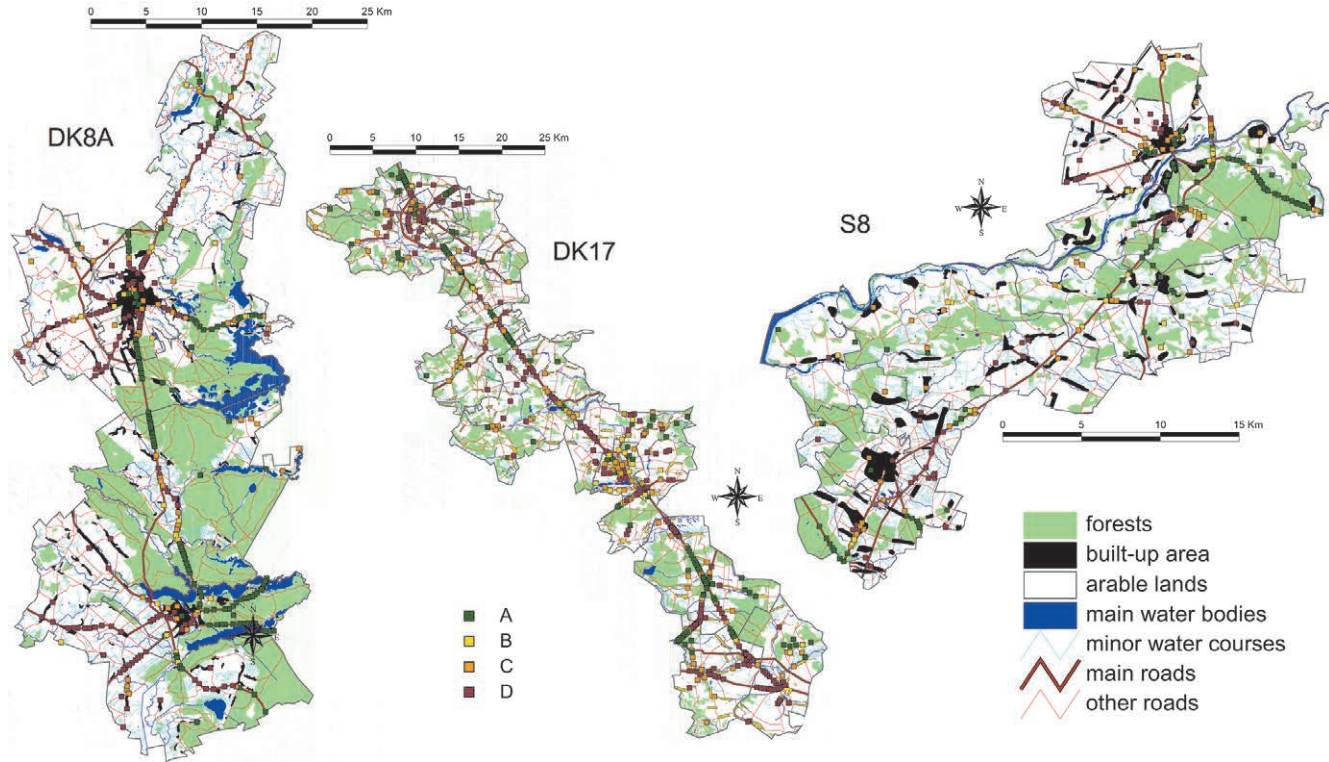 0 5 10 15 20 25 Km
DK8A
0 5 10 15 20 25 Km
DK17
S8
N
W E
S
N
W E
S
N
E
S
0 5 10 15 Km
A
B
C
D
forests
built-up area
arable lands
main water bodies
minor water courses
main roads
other roads